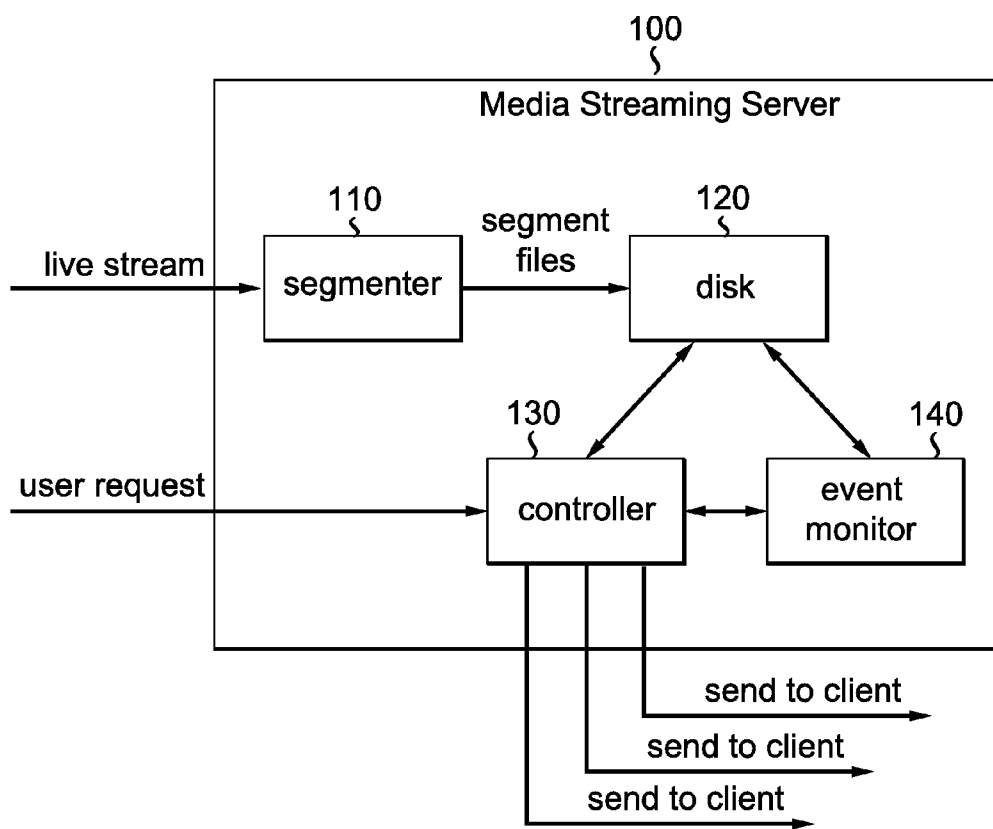 100
Media Streaming Server
110
segment
files
120
live stream
segmenter
disk
130
140
user request
controller
event
monitor
send to client
send to client
send to client